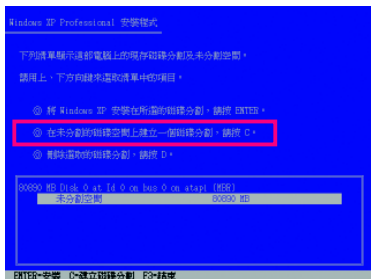 Windows XP Professional 安裝程式
下列清單顯示這部電腦上的現存磁碟分割及未分割空間。
請用上、下方向鍵來選取清單中的項目。
◎ 將 Windows XP 安裝在所選的磁碟分割，請按 ENTER。
◎ 在未分割的磁碟空間上建立一個磁碟分割，請按 C。
◎ 刪除選取的磁碟分割，請按 D。
80890 MB Disk 0 at Id 0 on bus 0 on atapi (MBR)
未分割空間 80890 MB
ENTER=安裝 C=建立磁碟分割 F3=結束